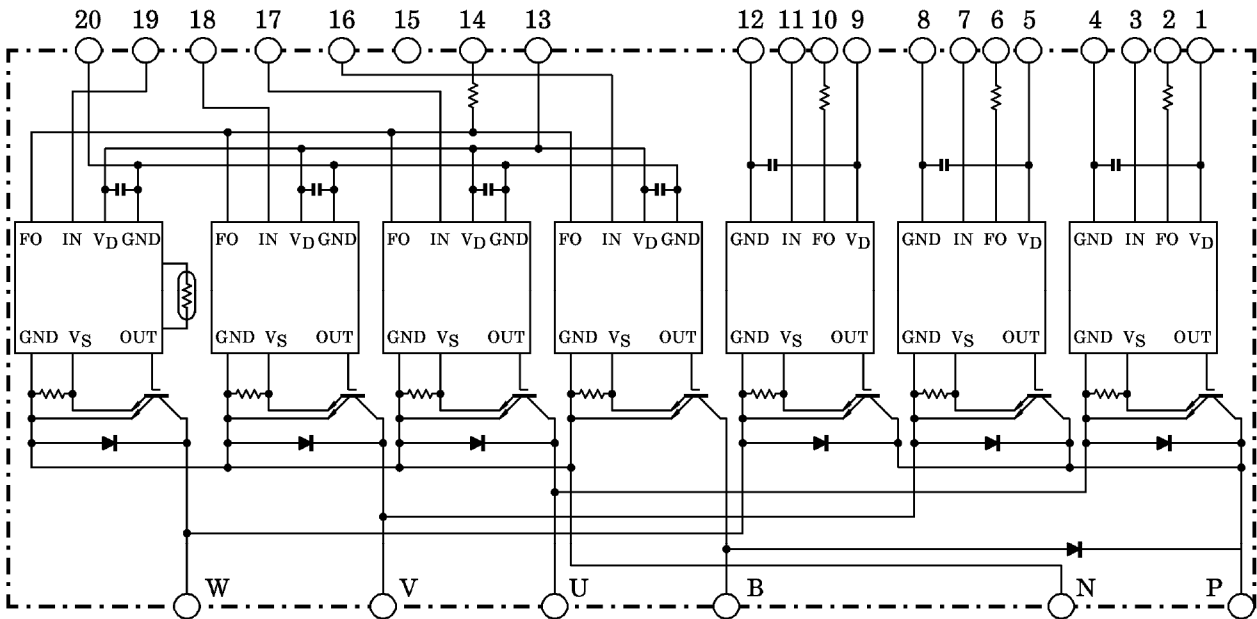 20 19 18 17 16 15 14 13 12 11 10 9 8 7 6 5 4 3 2 1
FO IN VD GND FO IN VD GND FO IN VD GND FO IN VD GND GND IN FO VD GND IN FO VD GND IN FO VD
GND VS OUT GND VS OUT GND VS OUT GND VS OUT GND VS OUT GND VS OUT GND VS OUT
W V U B N P